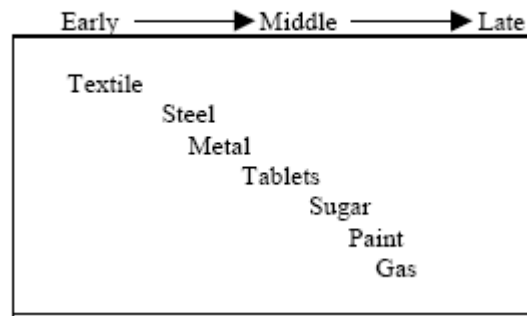 Early Middle Late
Textile
Steel
Metal
Tablets
Sugar
Paint
Gas